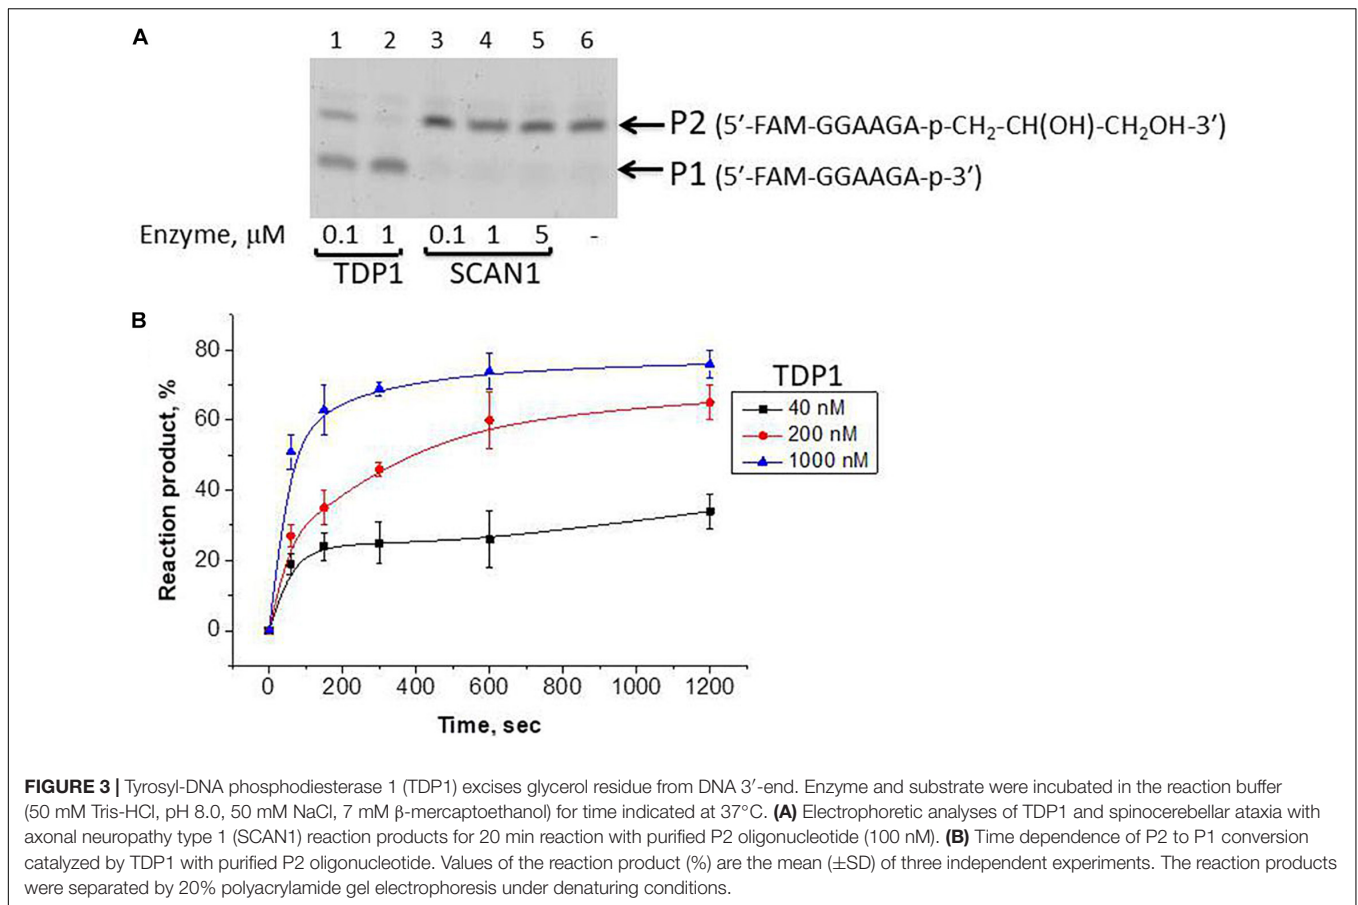 A
1 2 3 4 5 6
P2 (5′-FAM-GGAAGA-p-CH₂-CH(OH)-CH₂OH-3′)
P1 (5′-FAM-GGAAGA-p-3′)
Enzyme, μM 0.1 1 0.1 1 5 -
TDP1 SCAN1
B
80
60
40
20
0
Reaction product, %
0 200 400 600 800 1000 1200
Time, sec
TDP1
40 nM
200 nM
1000 nM
FIGURE 3 | Tyrosyl-DNA phosphodiesterase 1 (TDP1) excises glycerol residue from DNA 3′-end. Enzyme and substrate were incubated in the reaction buffer
(50 mM Tris-HCl, pH 8.0, 50 mM NaCl, 7 mM β-mercaptoethanol) for time indicated at 37°C. (A) Electrophoretic analyses of TDP1 and spinocerebellar ataxia with
axonal neuropathy type 1 (SCAN1) reaction products for 20 min reaction with purified P2 oligonucleotide (100 nM). (B) Time dependence of P2 to P1 conversion
catalyzed by TDP1 with purified P2 oligonucleotide. Values of the reaction product (%) are the mean (±SD) of three independent experiments. The reaction products
were separated by 20% polyacrylamide gel electrophoresis under denaturing conditions.